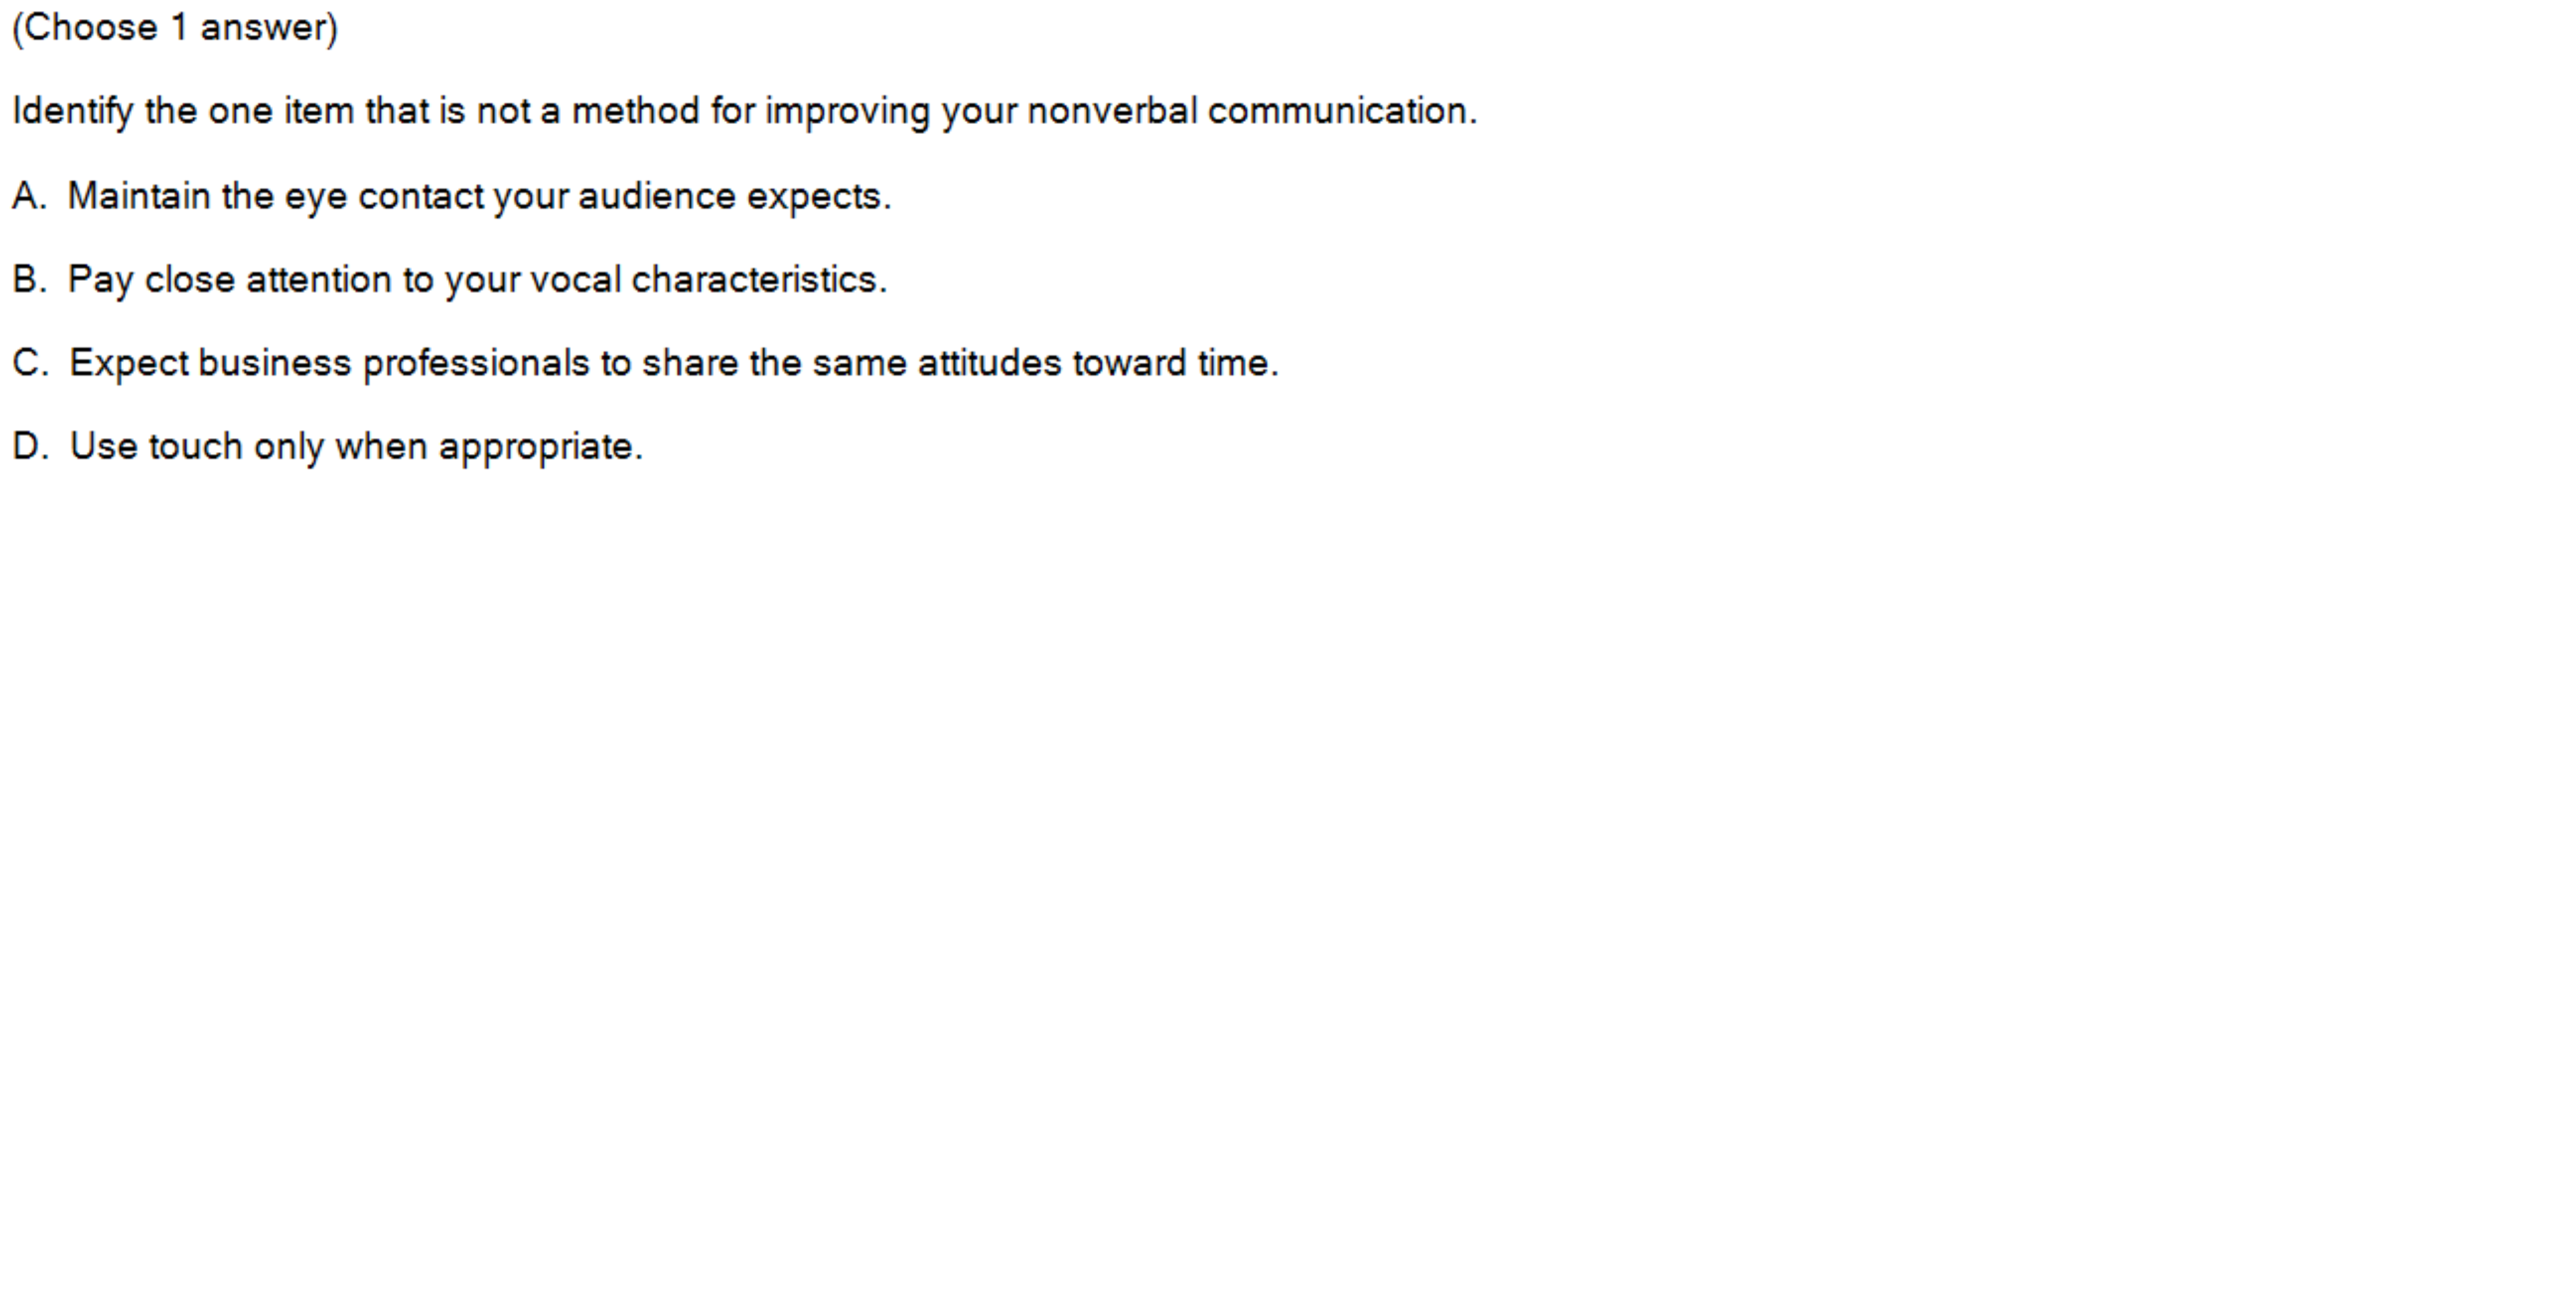 (Choose 1 answer)
Identify the one item that is not a method for improving your nonverbal communication.
A. Maintain the eye contact your audience expects.
B. Pay close attention to your vocal characteristics.
C. Expect business professionals to share the same attitudes toward time.
D. Use touch only when appropriate.